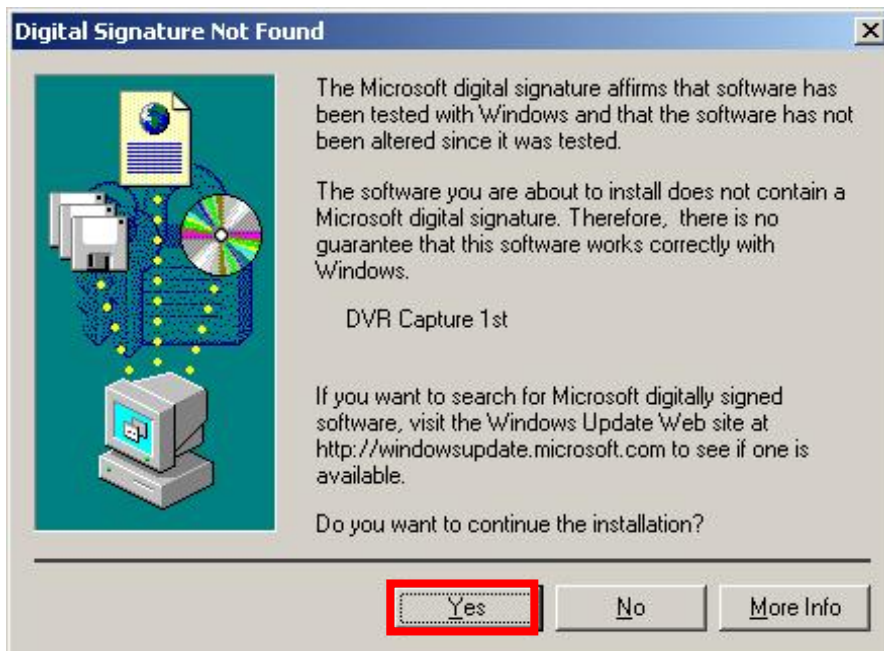 Digital Signature Not Found
The Microsoft digital signature affirms that software has
been tested with Windows and that the software has not
been altered since it was tested.
The software you are about to install does not contain a
Microsoft digital signature. Therefore,  there is no
guarantee that this software works correctly with
Windows.
DVR Capture 1st
If you want to search for Microsoft digitally signed
software, visit the Windows Update Web site at
http://windowsupdate.microsoft.com to see if one is
available.
Do you want to continue the installation?
Yes No More Info